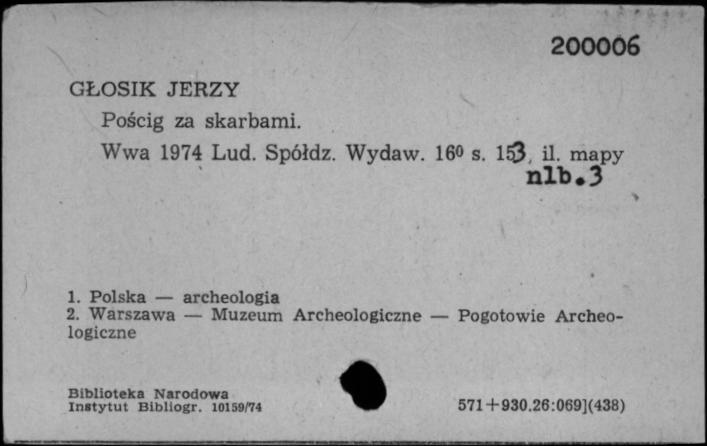 200006
GŁOSIK JERZY
Pościg za skarbami.
Wwa 1974 Lud. Spółdz. Wydaw. 16⁰ s. 153, il. mapy
nlb.3
1. Polska — archeologia
2. Warszawa — Muzeum Archeologiczne — Pogotowie Archeo-
logiczne
Biblioteka Narodowa
Instytut Bibliogr. 10159/74
571+930.26:069](438)